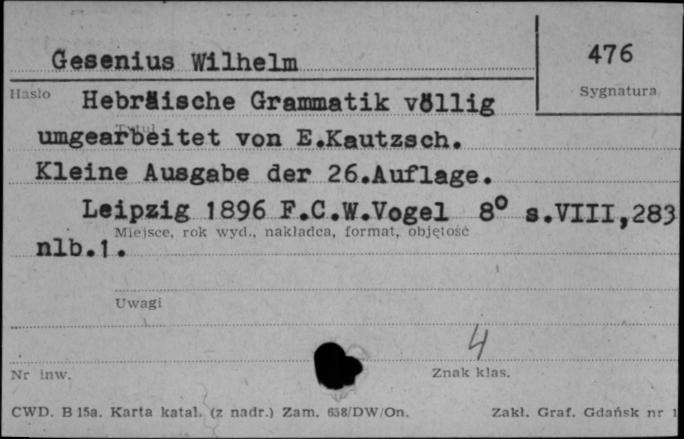 Gesenius Wilhelm
476
Hasło
Sygnatura
Hebräische Grammatik völlig
Tytuł
umgearbeitet von E.Kautzsch.
Kleine Ausgabe der 26.Auflage.
Leipzig 1896 F.C.W.Vogel 8° s.VIII,283
Miejsce, rok wyd., nakładca, format, objętość
nlb.1.
Uwagi
4
Nr inw.
Znak klas.
CWD. B 15a. Karta katal. (z nadr.) Zam. 658/DW/On.
Zakł. Graf. Gdańsk nr 1